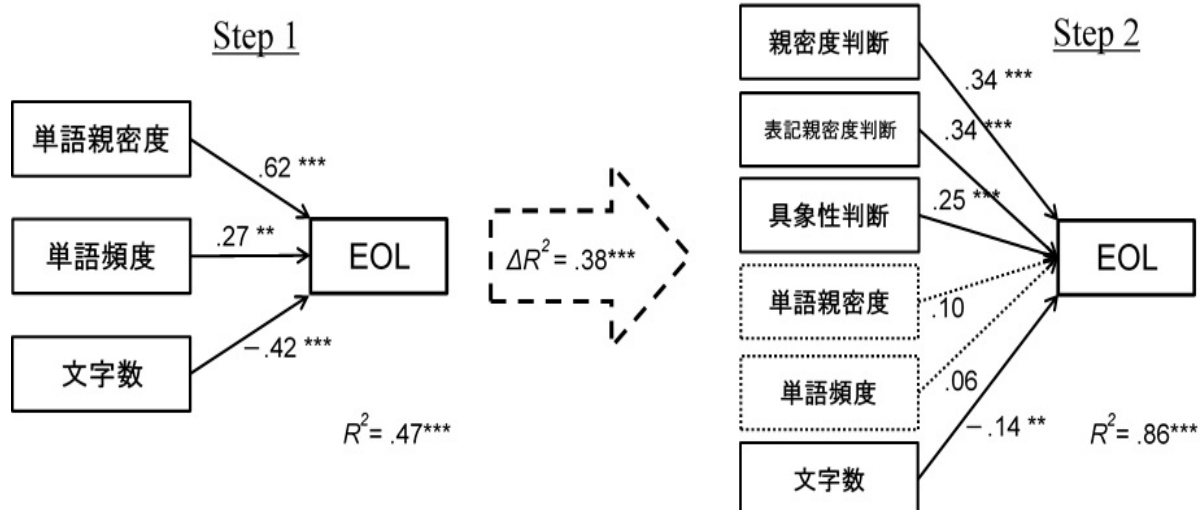 Step 1
単語親密度
単語頻度
文字数
.62 ***
.27 **
−.42 ***
EOL
R² = .47***
ΔR² = .38***
Step 2
親密度判断
表記親密度判断
具象性判断
単語親密度
単語頻度
文字数
.34 ***
.34 ***
.25 ***
.10
.06
−.14 **
EOL
R² = .86***